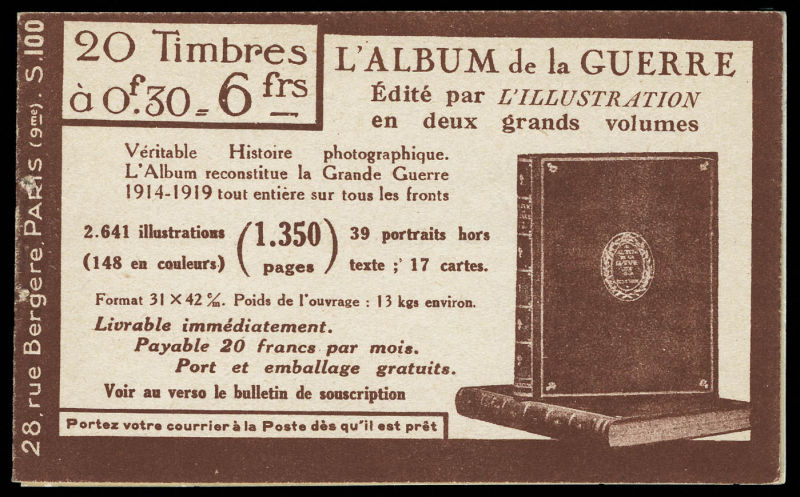 28, rue Bergère. PARIS (9me). S.100
20 Timbres
à 0f.30 = 6 frs
L'ALBUM de la GUERRE
Édité par L'ILLUSTRATION
en deux grands volumes
Véritable Histoire photographique.
L'Album reconstitue la Grande Guerre
1914-1919 tout entière sur tous les fronts
2.641 illustrations
(148 en couleurs)
(1.350
pages)
39 portraits hors
texte ; 17 cartes.
Format 31 × 42 c/m. Poids de l'ouvrage : 13 kgs environ.
Livrable immédiatement.
Payable 20 francs par mois.
Port et emballage gratuits.
Voir au verso le bulletin de souscription
Portez votre courrier à la Poste dès qu'il est prêt